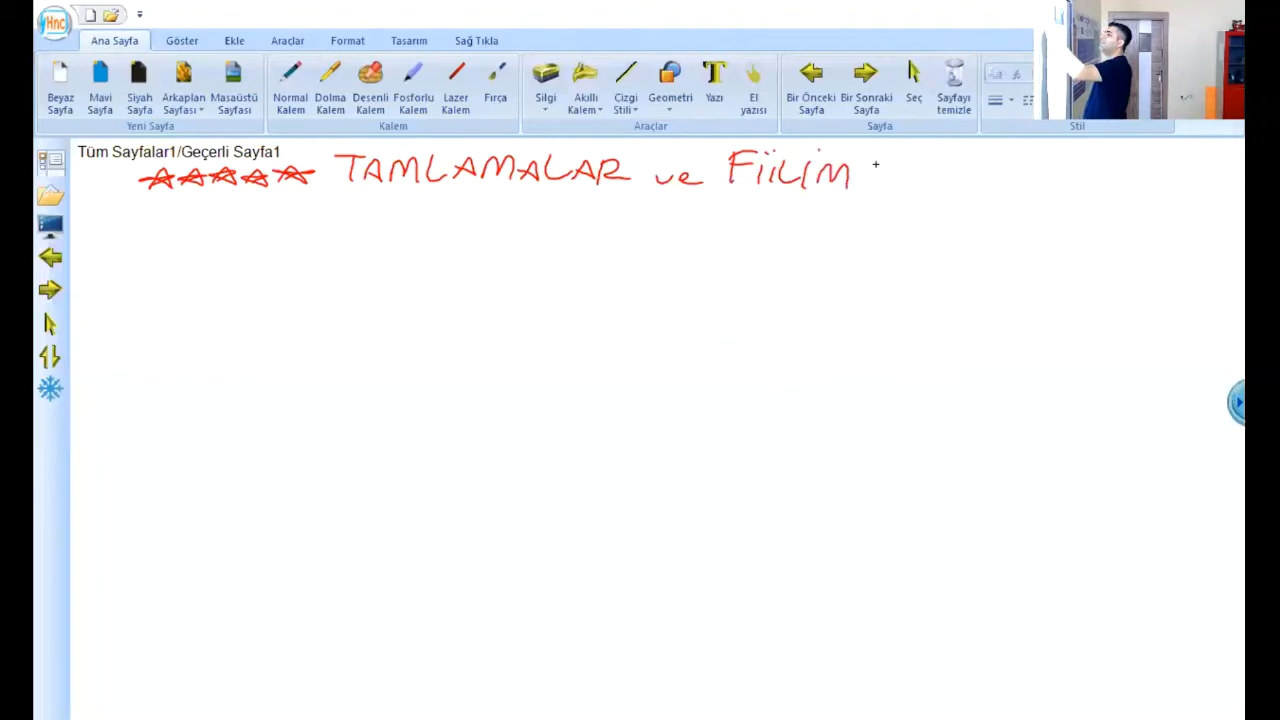 Hnc
Ana Sayfa Göster Ekle Araçlar Format Tasarım Sağ Tıkla
Beyaz Sayfa Mavi Sayfa Siyah Sayfa Arkaplan Sayfası Masaüstü Sayfası Normal Kalem Dolma Kalem Desenli Kalem Fosforlu Kalem Lazer Kalem Fırça Silgi Akıllı Kalem Çizgi Stili Geometri Yazı El yazısı Bir Önceki Sayfa Bir Sonraki Sayfa Seç Sayfayı temizle
Yeni Sayfa Kalem Araçlar Sayfa Stil
Tüm Sayfalar1/Geçerli Sayfa1
TAMLAMALAR ve FİİLİM